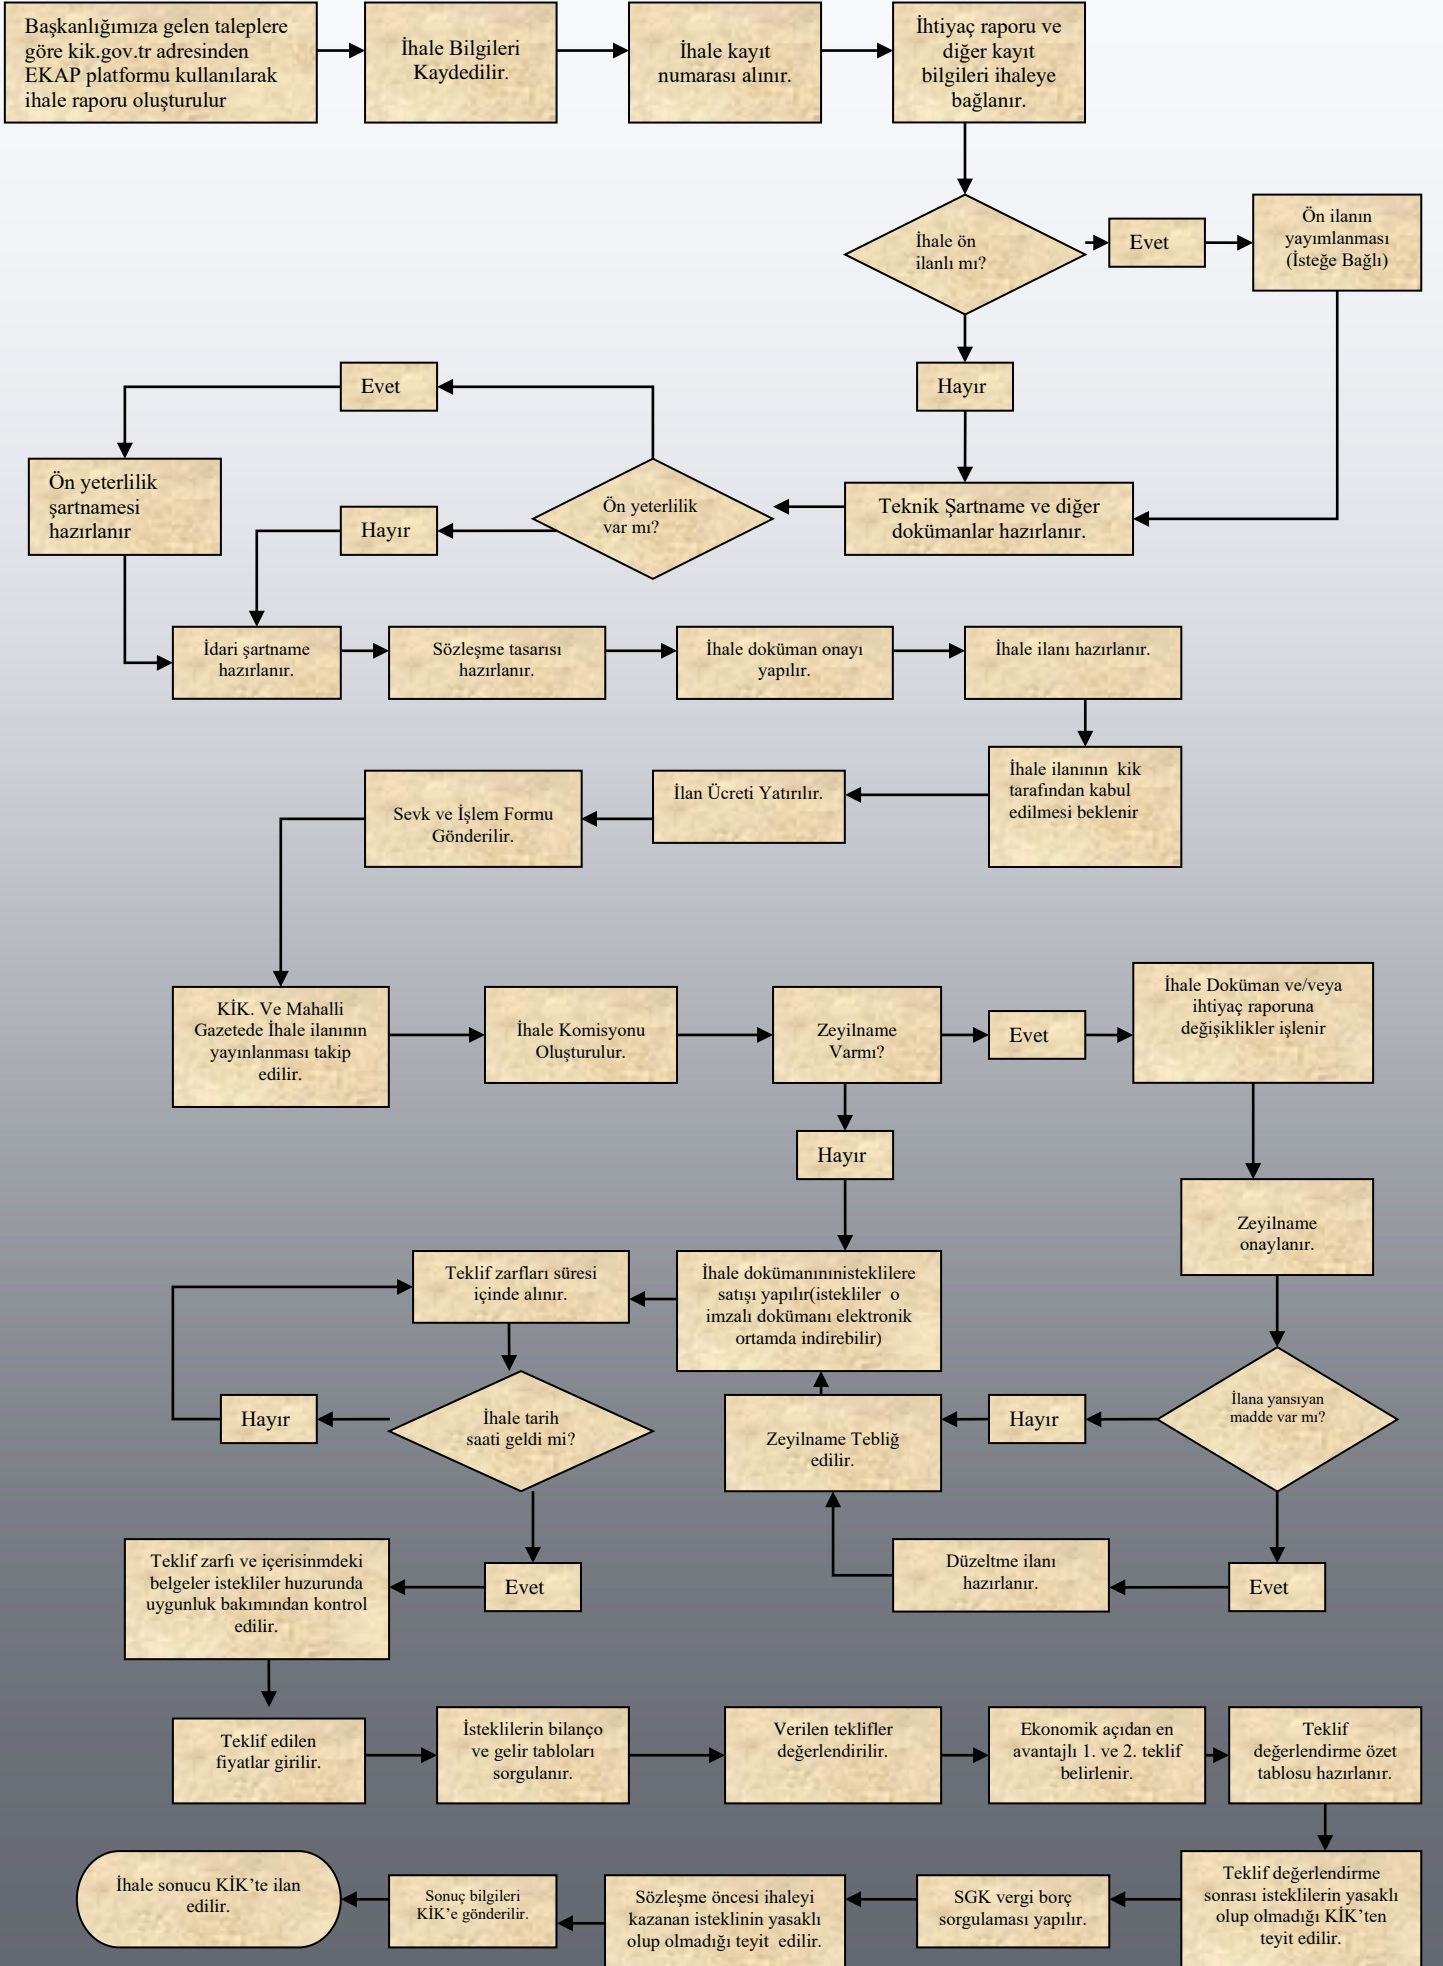 Başkanlığımıza gelen taleplere
göre kik.gov.tr adresinden
EKAP platformu kullanılarak
ihale raporu oluşturulur
İhale Bilgileri
Kaydedilir.
İhale kayıt
numarası alınır.
İhtiyaç raporu ve
diğer kayıt
bilgileri ihaleye
bağlanır.
İhale ön
ilanlı mı?
Evet
Ön ilanın
yayımlanması
(İsteğe Bağlı)
Hayır
Evet
Ön yeterlilik
şartnamesi
hazırlanır
Hayır
Ön yeterlilik
var mı?
Teknik Şartname ve diğer
dokümanlar hazırlanır.
İdari şartname
hazırlanır.
Sözleşme tasarısı
hazırlanır.
İhale doküman onayı
yapılır.
İhale ilanı hazırlanır.
İhale ilanının  kik
tarafından kabul
edilmesi beklenir
İlan Ücreti Yatırılır.
Sevk ve İşlem Formu
Gönderilir.
KİK. Ve Mahalli
Gazetede İhale ilanının
yayınlanması takip
edilir.
İhale Komisyonu
Oluşturulur.
Zeyilname
Varmı?
Evet
İhale Doküman ve/veya
ihtiyaç raporuna
değişiklikler işlenir
Hayır
Zeyilname
onaylanır.
Teklif zarfları süresi
içinde alınır.
İhale dokümanınınisteklilere
satışı yapılır(istekliler  o
imzalı dokümanı elektronik
ortamda indirebilir)
Hayır
İhale tarih
saati geldi mi?
Zeyilname Tebliğ
edilir.
Hayır
İlana yansıyan
madde var mı?
Teklif zarfı ve içerisinmdeki
belgeler istekliler huzurunda
uygunluk bakımından kontrol
edilir.
Evet
Düzeltme ilanı
hazırlanır.
Evet
Teklif edilen
fiyatlar girilir.
İsteklilerin bilanço
ve gelir tabloları
sorgulanır.
Verilen teklifler
değerlendirilir.
Ekonomik açıdan en
avantajlı 1. ve 2. teklif
belirlenir.
Teklif
değerlendirme özet
tablosu hazırlanır.
Teklif değerlendirme
sonrası isteklilerin yasaklı
olup olmadığı KİK’ten
teyit edilir.
SGK vergi borç
sorgulaması yapılır.
Sözleşme öncesi ihaleyi
kazanan isteklinin yasaklı
olup olmadığı teyit  edilir.
Sonuç bilgileri
KİK’e gönderilir.
İhale sonucu KİK’te ilan
edilir.